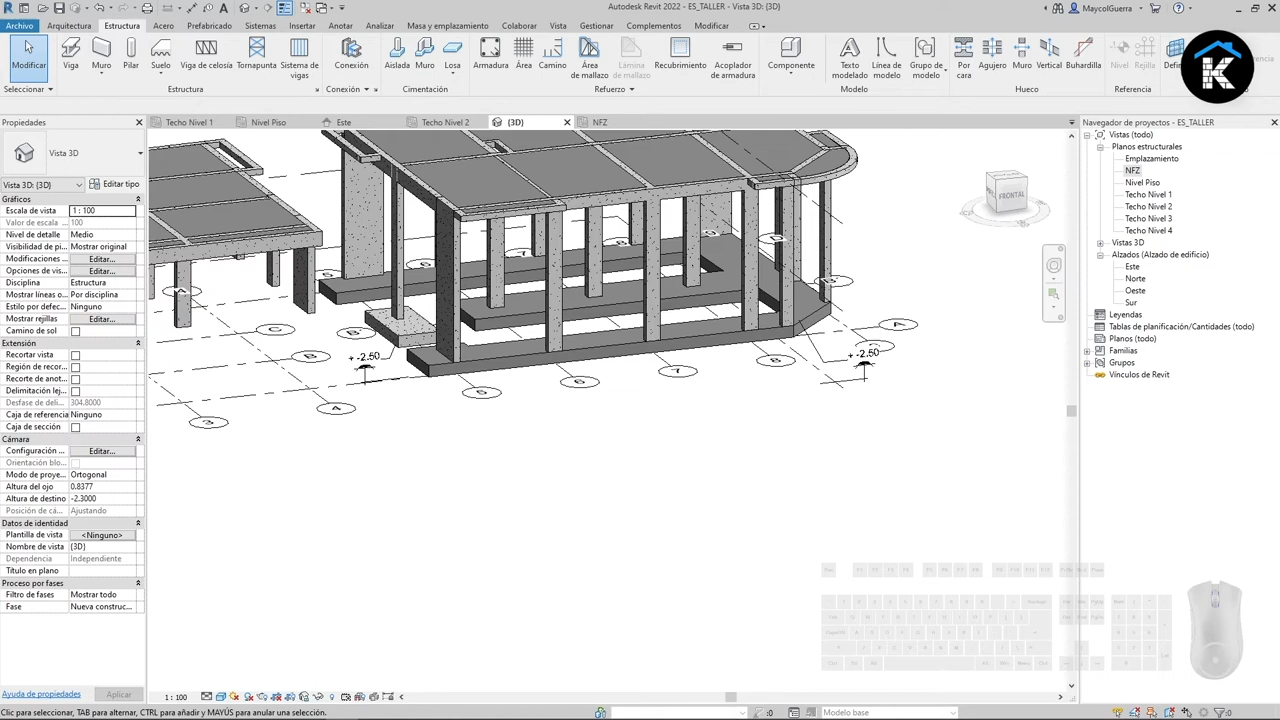 Autodesk Revit 2022 - ES_TALLER - Vista 3D: {3D}
MaycolGuerra
Archivo Arquitectura Estructura Acero Prefabricado Sistemas Insertar Anotar Analizar Masa y emplazamiento Colaborar Vista Gestionar Complementos Modificar
Modificar Viga Muro Pilar Suelo Viga de celosía Tornapunta Sistema de vigas Conexión Aislada Muro Losa Armadura Área Camino Área de mallazo Lámina de mallazo Recubrimiento Acoplador de armadura Componente Texto modelado Línea de modelo Grupo de modelo Por cara Agujero Muro Vertical Buhardilla Nivel Rejilla
Seleccionar Estructura Conexión Cimentación Refuerzo Modelo Hueco Referencia
K
Propiedades
Techo Nivel 1 Nivel Piso Este Techo Nivel 2 {3D} NFZ
Vista 3D
Vista 3D: {3D} Editar tipo
Gráficos
Escala de vista 1 : 100
Valor de escala 100
Nivel de detalle Medio
Visibilidad de pi... Mostrar original
Modificaciones ... Editar...
Opciones de vis... Editar...
Disciplina Estructura
Mostrar líneas o... Por disciplina
Estilo por defec... Ninguno
Mostrar rejillas Editar...
Camino de sol
Extensión
Recortar vista
Región de recor...
Recorte de anot...
Delimitación lej...
Desfase de deli... 304.8000
Caja de referencia Ninguno
Caja de sección
Cámara
Configuración ... Editar...
Orientación blo...
Modo de proye... Ortogonal
Altura del ojo 0.8377
Altura de destino -2.3000
Posición de cá... Ajustando
Datos de identidad
Plantilla de vista <Ninguno>
Nombre de vista {3D}
Dependencia Independiente
Título en plano
Proceso por fases
Filtro de fases Mostrar todo
Fase Nueva construc...
Ayuda de propiedades Aplicar
FRONTAL
+ -2.50
+ -2.50
A
B
C
3
5
6
7
8
A
Navegador de proyectos - ES_TALLER
Vistas (todo)
Planos estructurales
Emplazamiento
NFZ
Nivel Piso
Techo Nivel 1
Techo Nivel 2
Techo Nivel 3
Techo Nivel 4
Vistas 3D
Alzados (Alzado de edificio)
Este
Norte
Oeste
Sur
Leyendas
Tablas de planificación/Cantidades (todo)
Planos (todo)
Familias
Grupos
Vínculos de Revit
1 : 100
Clic para seleccionar, TAB para alternar, CTRL para añadir y MAYÚS para anular una selección.
:0 Modelo base :0